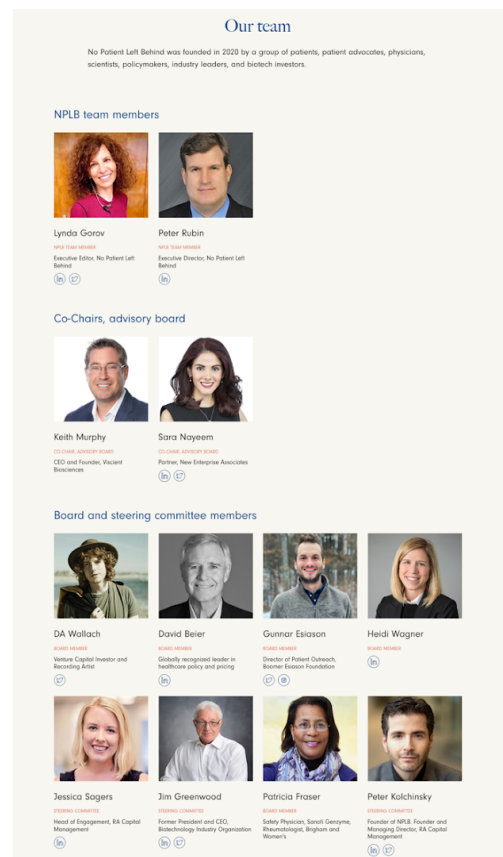 Our team
No Patient Left Behind was founded in 2020 by a group of patients, patient advocates, physicians,
scientists, policymakers, industry leaders, and biotech investors.
NPLB team members
Lynda Gorov
NPLB TEAM MEMBER
Executive Editor, No Patient Left
Behind
in
Peter Rubin
NPLB TEAM MEMBER
Executive Director, No Patient Left
Behind
in
Co-Chairs, advisory board
Keith Murphy
CO-CHAIR, ADVISORY BOARD
CEO and Founder, Viscient
Biosciences
Sara Nayeem
CO-CHAIR, ADVISORY BOARD
Partner, New Enterprise Associates
in
Board and steering committee members
DA Wallach
BOARD MEMBER
Venture Capital Investor and
Recording Artist
David Beier
BOARD MEMBER
Globally recognized leader in
healthcare policy and pricing
in
Gunnar Esiason
BOARD MEMBER
Director of Patient Outreach,
Boomer Esiason Foundation
Heidi Wagner
BOARD MEMBER
in
Jessica Sagers
STEERING COMMITTEE
Head of Engagement, RA Capital
Management
in
Jim Greenwood
STEERING COMMITTEE
Former President and CEO,
Biotechnology Industry Organization
in
Patricia Fraser
BOARD MEMBER
Safety Physician, Sanofi Genzyme,
Rheumatologist, Brigham and
Women's
Peter Kolchinsky
STEERING COMMITTEE
Founder of NPLB. Founder and
Managing Director, RA Capital
Management
in